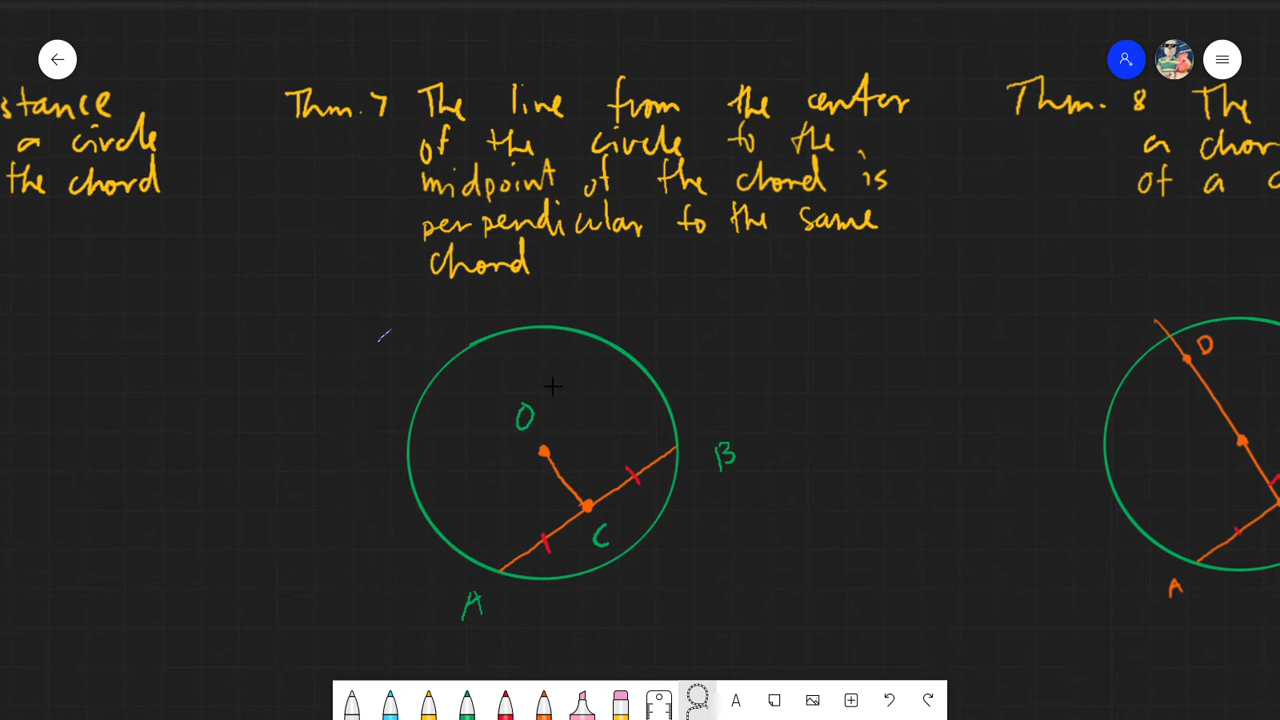 stance
a circle
the chord
Thm. 7 The line from the center
of the circle to the
midpoint of the chord is
perpendicular to the same
chord
O
B
C
A
Thm. 8 The
a chor
of a c
D
A
A